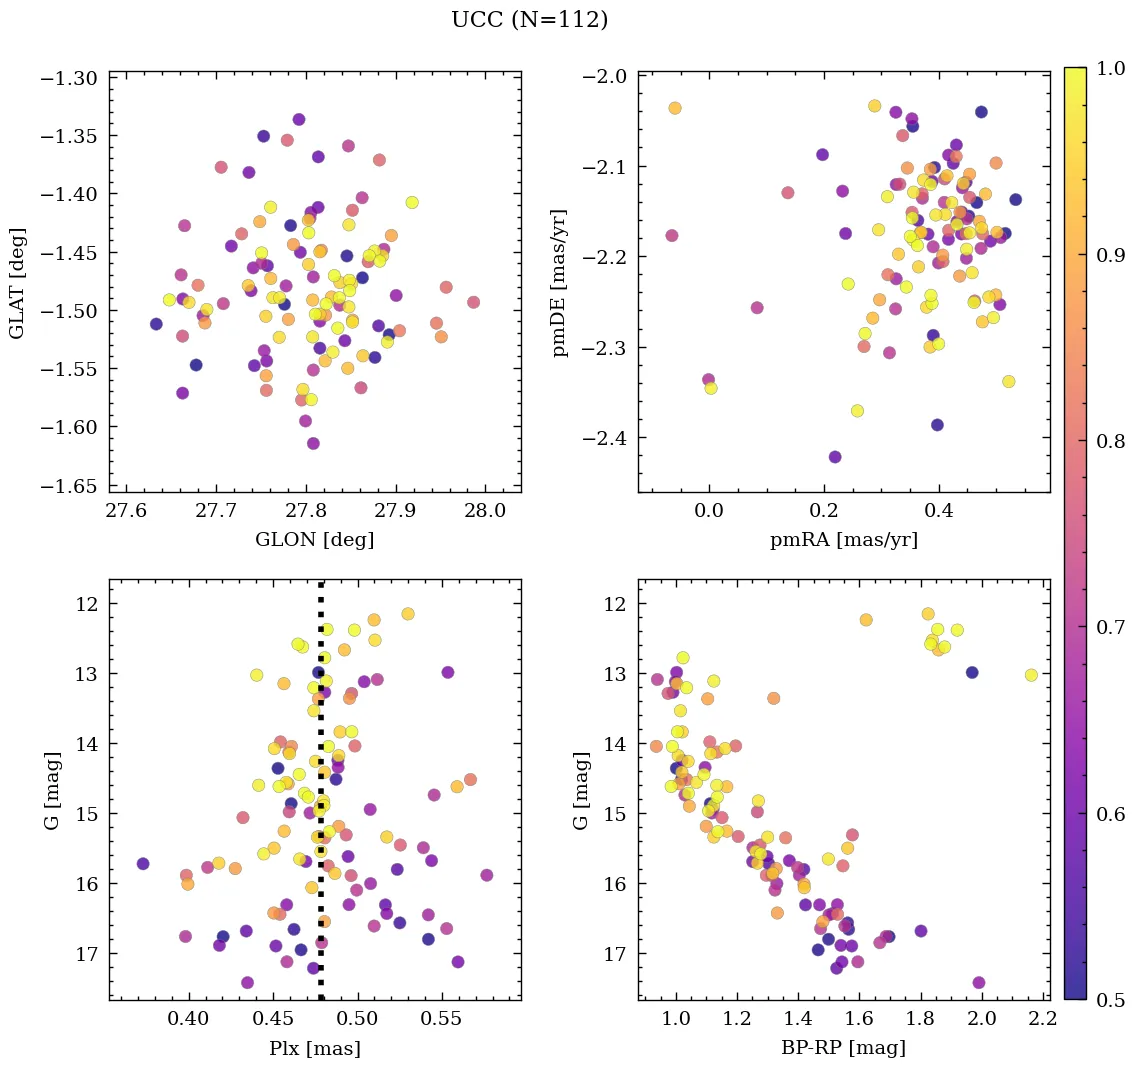 UCC (N=112)
−1.30
−1.35
−1.40
−1.45
−1.50
−1.55
−1.60
−1.65
GLAT [deg]
27.6 27.7 27.8 27.9 28.0
GLON [deg]
−2.0
−2.1
−2.2
−2.3
−2.4
pmDE [mas/yr]
0.0 0.2 0.4
pmRA [mas/yr]
12
13
14
15
16
17
G [mag]
0.40 0.45 0.50 0.55
Plx [mas]
12
13
14
15
16
17
G [mag]
1.0 1.2 1.4 1.6 1.8 2.0 2.2
BP-RP [mag]
1.0
0.9
0.8
0.7
0.6
0.5